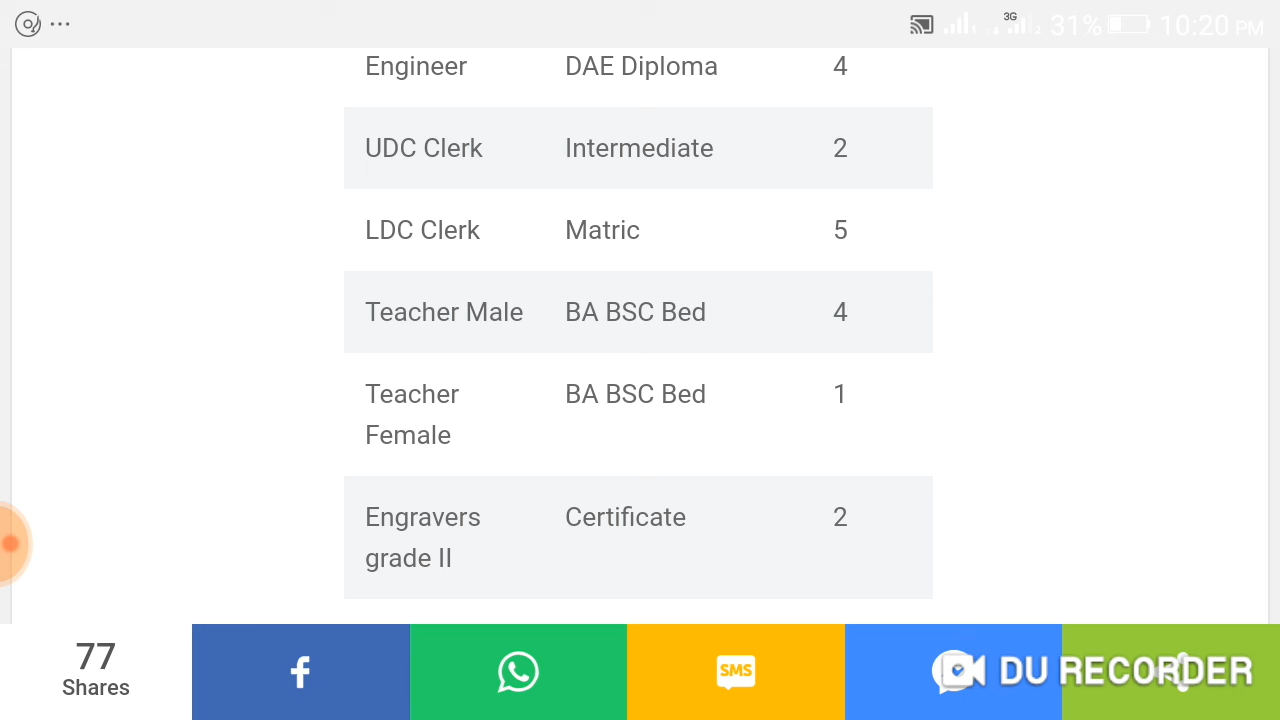 3G 31% 10:20 PM
Engineer DAE Diploma 4
UDC Clerk Intermediate 2
LDC Clerk Matric 5
Teacher Male BA BSC Bed 4
Teacher BA BSC Bed 1
Female
Engravers Certificate 2
grade II
77
Shares
f SMS DU RECORDER